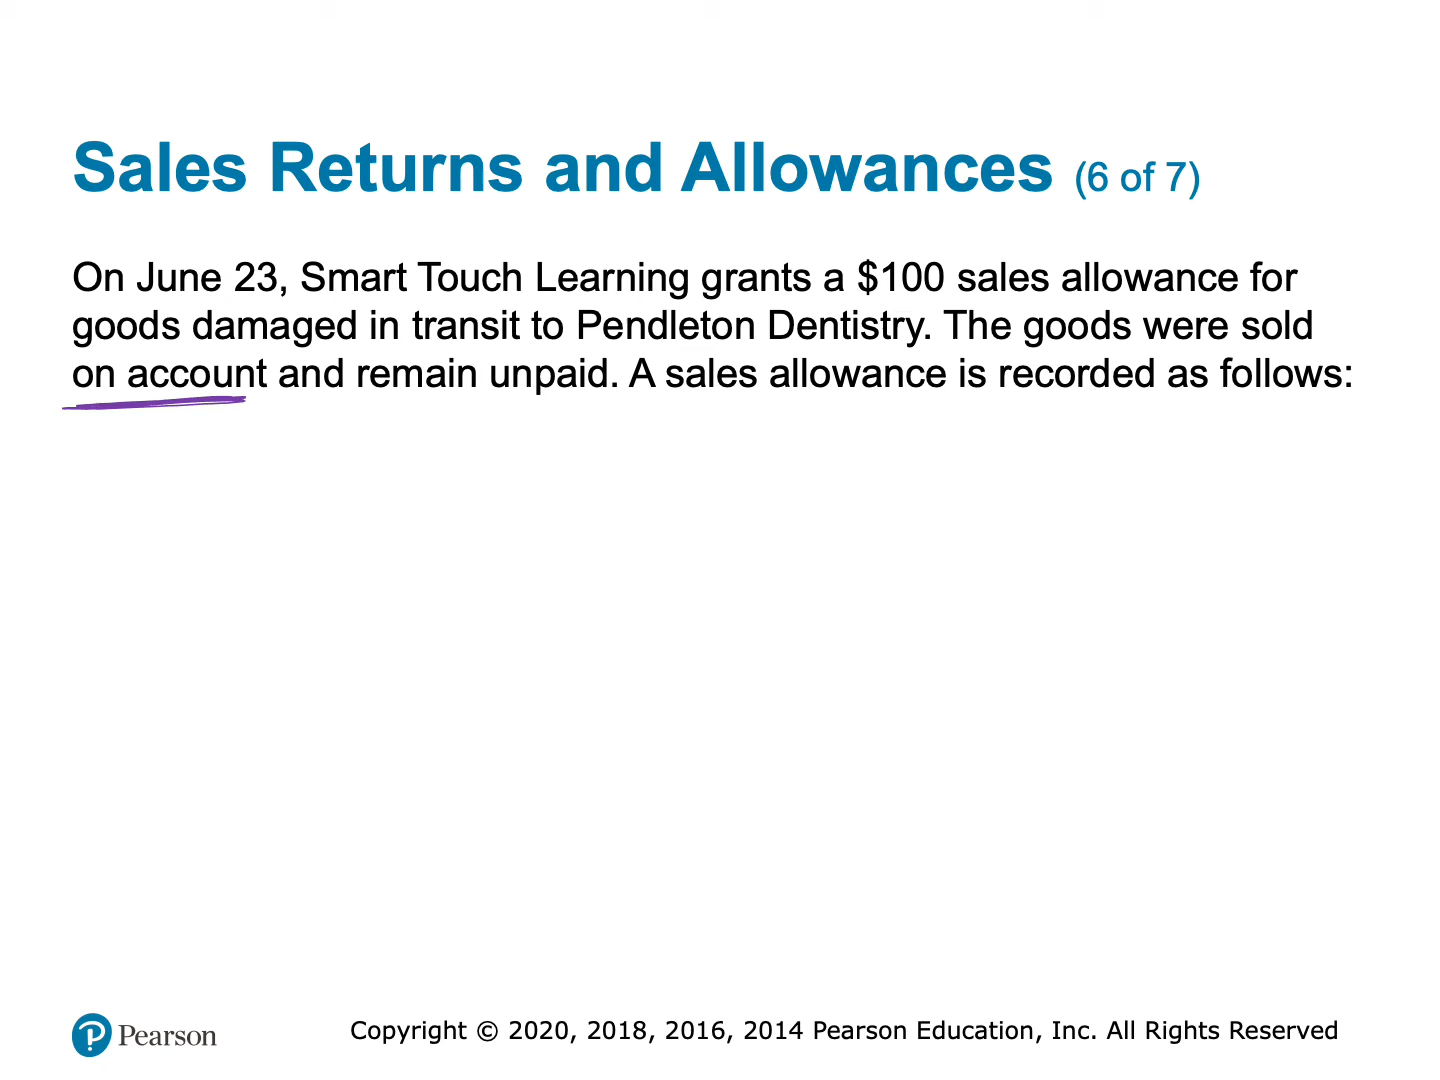 Sales Returns and Allowances (6 of 7)
On June 23, Smart Touch Learning grants a $100 sales allowance for
goods damaged in transit to Pendleton Dentistry. The goods were sold
on account and remain unpaid. A sales allowance is recorded as follows:
Pearson
Copyright © 2020, 2018, 2016, 2014 Pearson Education, Inc. All Rights Reserved